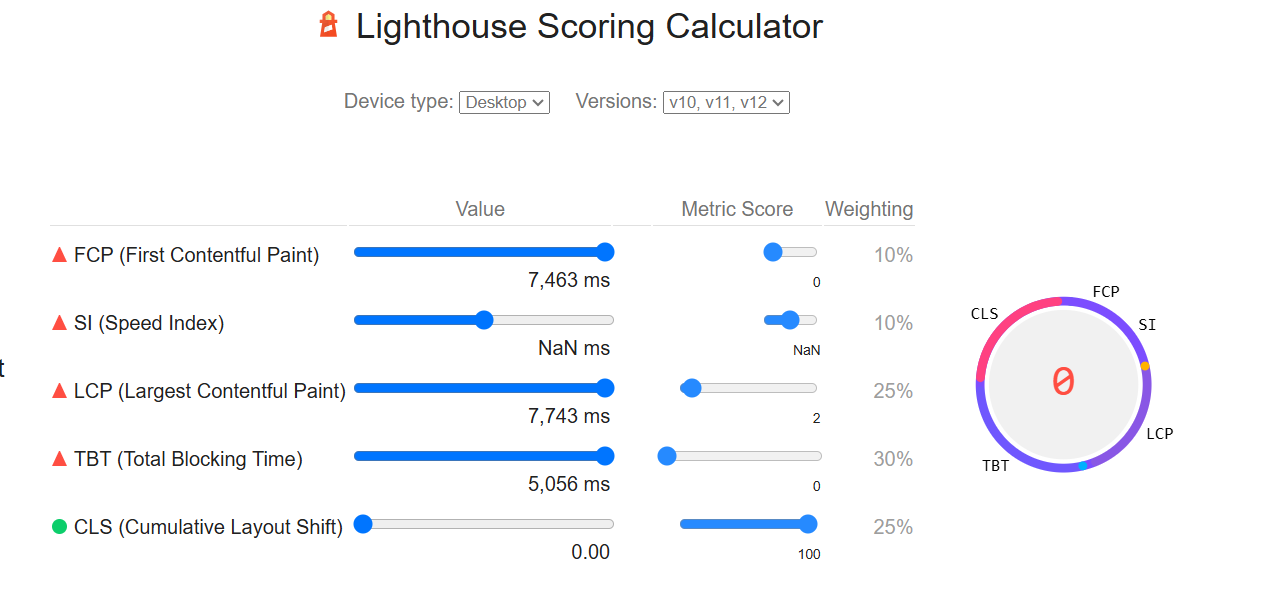 Lighthouse Scoring Calculator
Device type: Desktop Versions: v10, v11, v12
Value Metric Score Weighting
FCP (First Contentful Paint) 10%
7,463 ms 0
SI (Speed Index) 10%
NaN ms NaN
LCP (Largest Contentful Paint) 25%
7,743 ms 2
TBT (Total Blocking Time) 30%
5,056 ms 0
CLS (Cumulative Layout Shift) 25%
0.00 100
FCP
CLS
SI
0
LCP
TBT
t